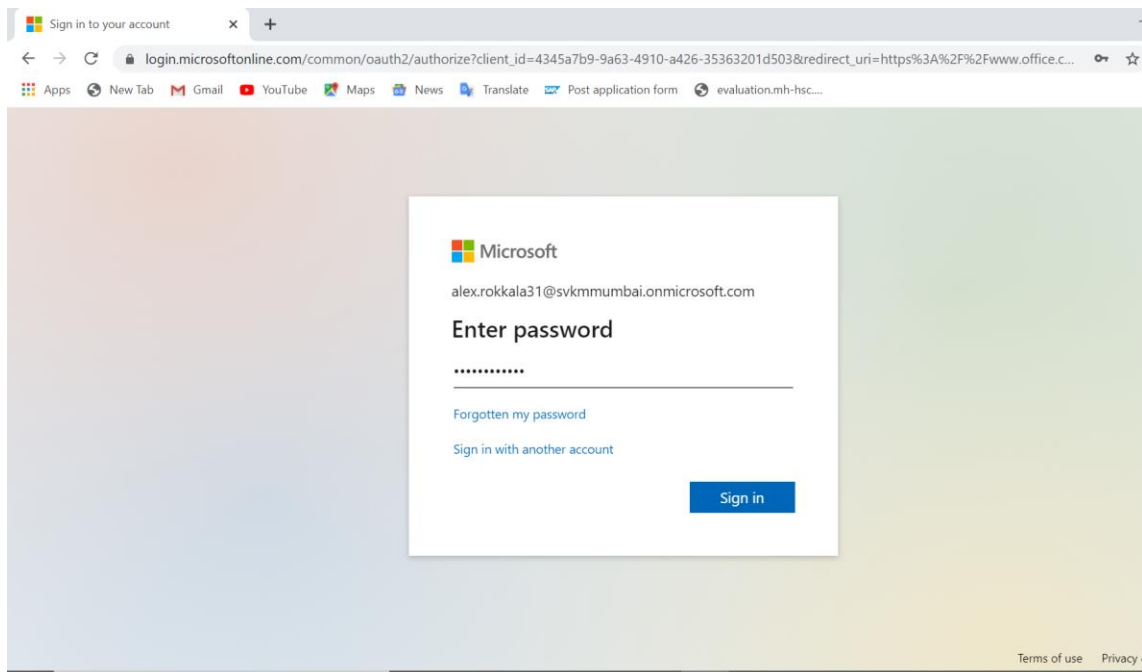 Sign in to your account
login.microsoftonline.com/common/oauth2/authorize?client_id=4345a7b9-9a63-4910-a426-35363201d503&redirect_uri=https%3A%2F%2Fwww.office.c...
Apps New Tab Gmail YouTube Maps News Translate SAP Post application form evaluation.mh-hsc....
Microsoft
alex.rokkala31@svkmmumbai.onmicrosoft.com
Enter password
••••••••••••
Forgotten my password
Sign in with another account
Sign in
Terms of use Privacy